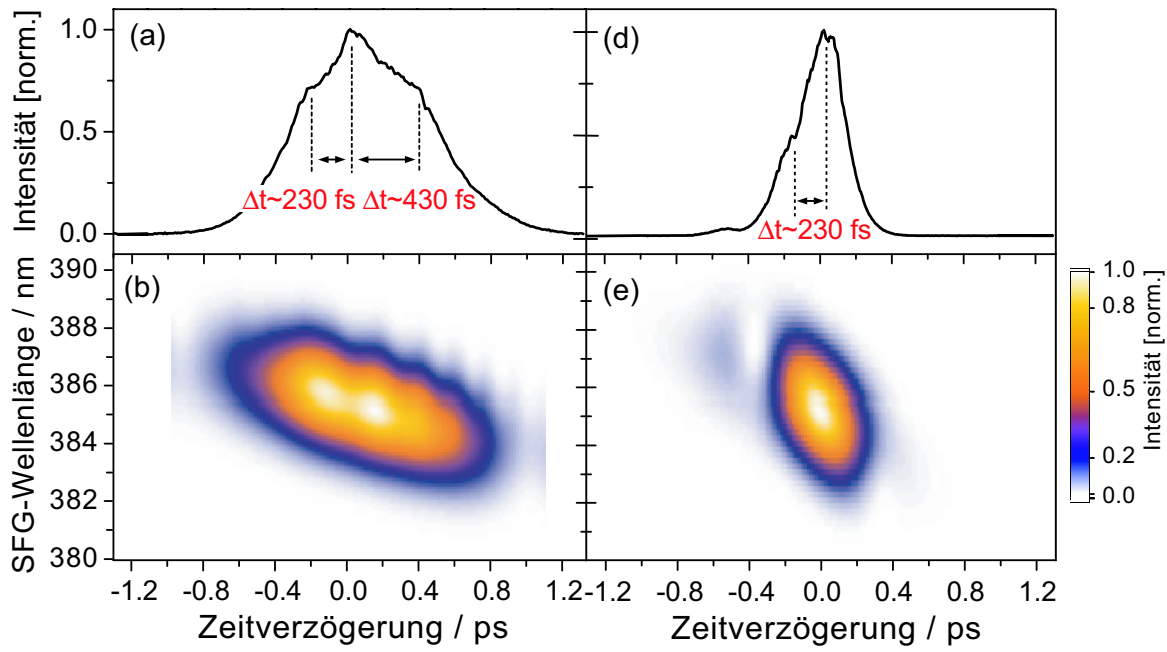 (a)
(d)
Intensität [norm.]
1.0
0.5
0.0
Δt~230 fs
Δt~430 fs
Δt~230 fs
(b)
(e)
SFG-Wellenlänge / nm
390
388
386
384
382
380
-1.2 -0.8 -0.4 0.0 0.4 0.8 1.2
-1.2 -0.8 -0.4 0.0 0.4 0.8 1.2
Zeitverzögerung / ps
Zeitverzögerung / ps
1.0
0.8
0.5
0.2
0.0
Intensität [norm.]